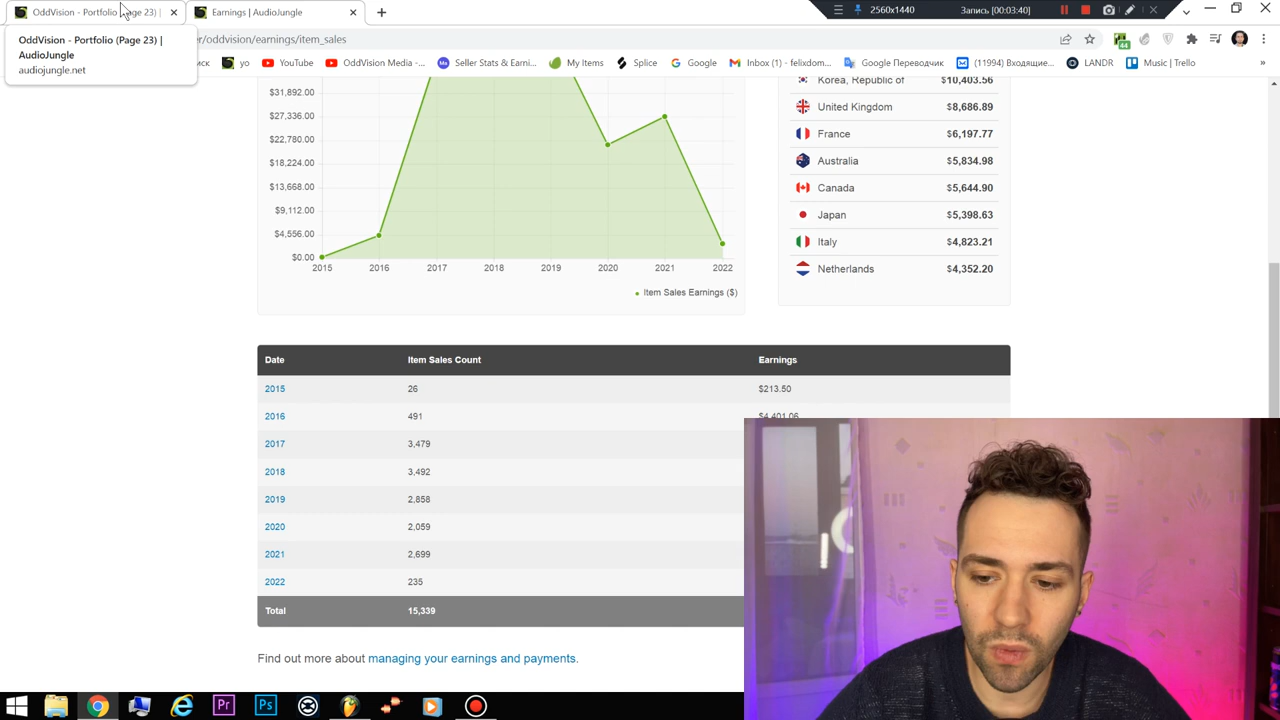 OddVision - Portfolio (Page 23) |
Earnings | AudioJungle
2560x1440
Запись [00:03:40]
OddVision - Portfolio (Page 23) |
AudioJungle
audiojungle.net
er/oddvision/earnings/item_sales
44
yo
YouTube
OddVision Media -...
Seller Stats & Earni...
My Items
Splice
Google
Inbox (1) - felixdom...
Google Переводчик
(11994) Входящие...
LANDR
Music | Trello
»
Korea, Republic of $10,403.56
United Kingdom $8,686.89
France $6,197.77
Australia $5,834.98
Canada $5,644.90
Japan $5,398.63
Italy $4,823.21
Netherlands $4,352.20
$31,892.00
$27,336.00
$22,780.00
$18,224.00
$13,668.00
$9,112.00
$4,556.00
$0.00
2015 2016 2017 2018 2019 2020 2021 2022
Item Sales Earnings ($)
Date Item Sales Count Earnings
2015 26 $213.50
2016 491 $4,401.06
2017 3,479
2018 3,492
2019 2,858
2020 2,059
2021 2,699
2022 235
Total 15,339
Find out more about managing your earnings and payments.
Pr
Ps